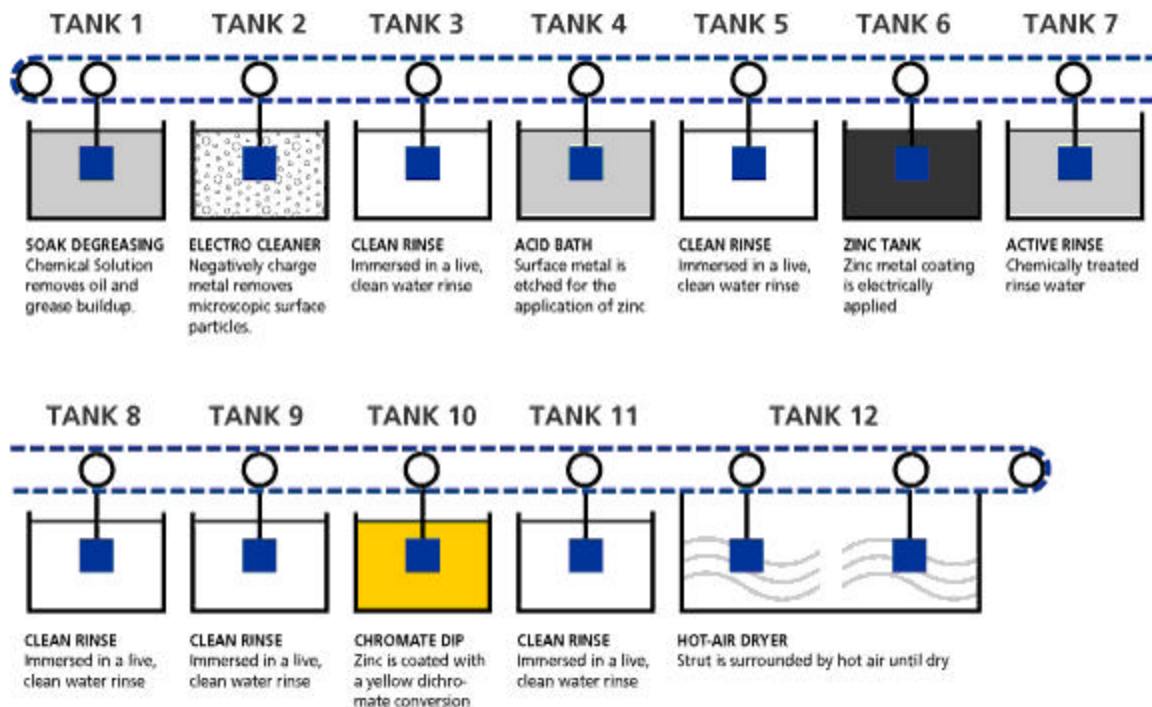 TANK 1 TANK 2 TANK 3 TANK 4 TANK 5 TANK 6 TANK 7
SOAK DEGREASING
Chemical Solution
removes oil and
grease buildup.
ELECTRO CLEANER
Negatively charge
metal removes
microscopic surface
particles.
CLEAN RINSE
Immersed in a live,
clean water rinse
ACID BATH
Surface metal is
etched for the
application of zinc
CLEAN RINSE
Immersed in a live,
clean water rinse
ZINC TANK
Zinc metal coating
is electrically
applied
ACTIVE RINSE
Chemically treated
rinse water
TANK 8 TANK 9 TANK 10 TANK 11 TANK 12
CLEAN RINSE
Immersed in a live,
clean water rinse
CLEAN RINSE
Immersed in a live,
clean water rinse
CHROMATE DIP
Zinc is coated with
a yellow dichro-
mate conversion
CLEAN RINSE
Immersed in a live,
clean water rinse
HOT-AIR DRYER
Strut is surrounded by hot air until dry